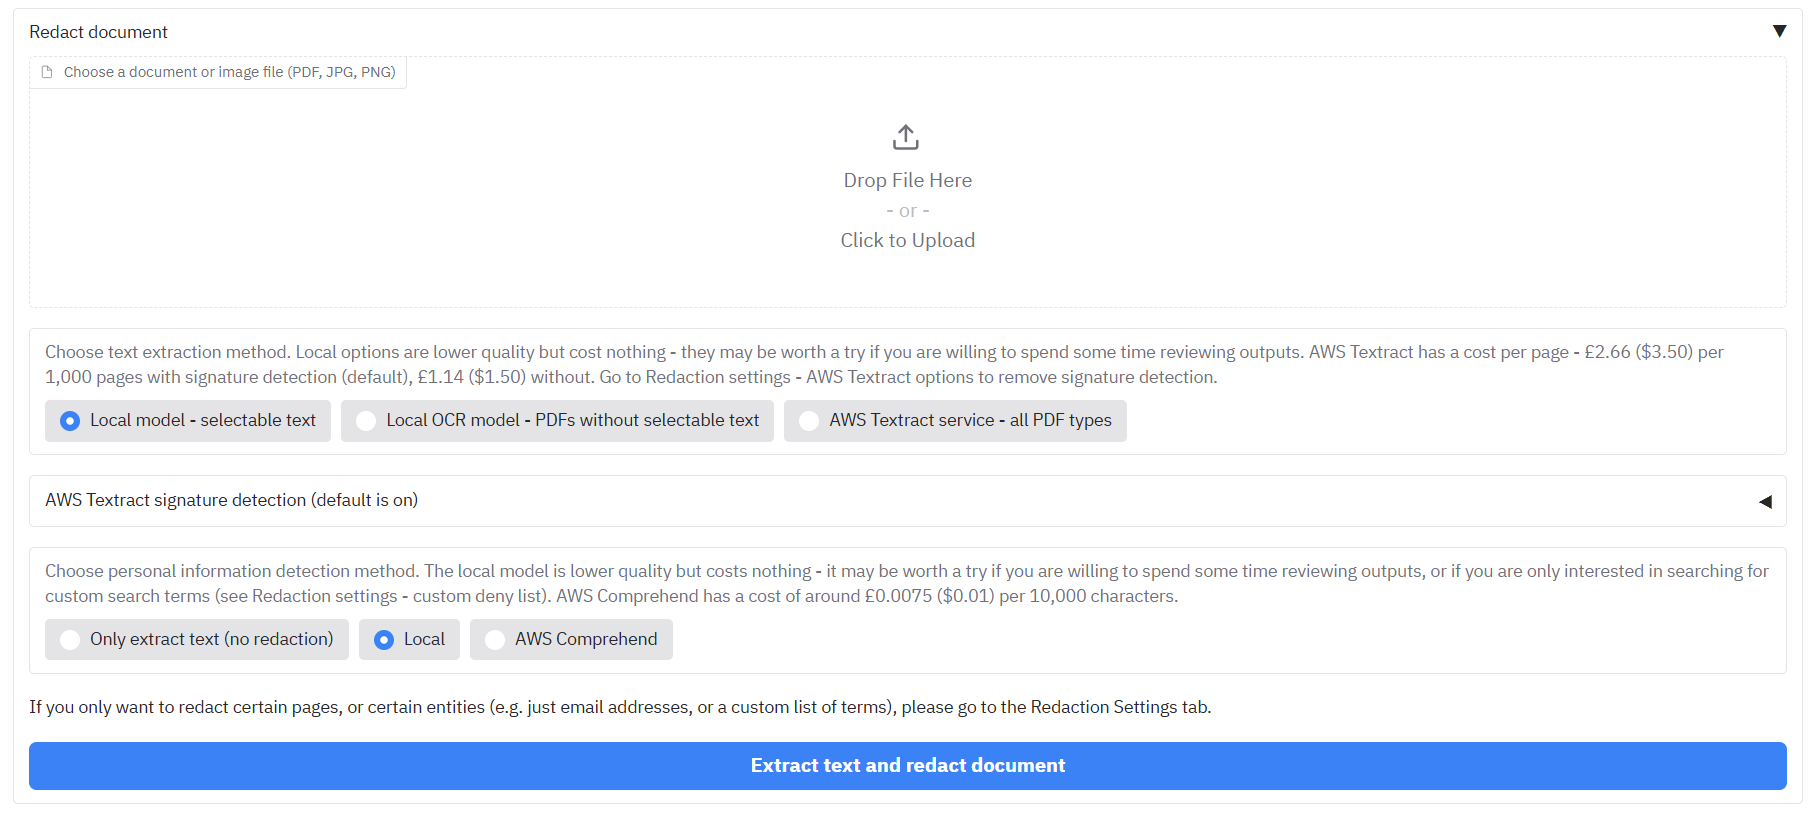 Redact document
Choose a document or image file (PDF, JPG, PNG)
Drop File Here
- or -
Click to Upload
Choose text extraction method. Local options are lower quality but cost nothing - they may be worth a try if you are willing to spend some time reviewing outputs. AWS Textract has a cost per page - £2.66 ($3.50) per
1,000 pages with signature detection (default), £1.14 ($1.50) without. Go to Redaction settings - AWS Textract options to remove signature detection.
Local model - selectable text
Local OCR model - PDFs without selectable text
AWS Textract service - all PDF types
AWS Textract signature detection (default is on)
Choose personal information detection method. The local model is lower quality but costs nothing - it may be worth a try if you are willing to spend some time reviewing outputs, or if you are only interested in searching for
custom search terms (see Redaction settings - custom deny list). AWS Comprehend has a cost of around £0.0075 ($0.01) per 10,000 characters.
Only extract text (no redaction)
Local
AWS Comprehend
If you only want to redact certain pages, or certain entities (e.g. just email addresses, or a custom list of terms), please go to the Redaction Settings tab.
Extract text and redact document